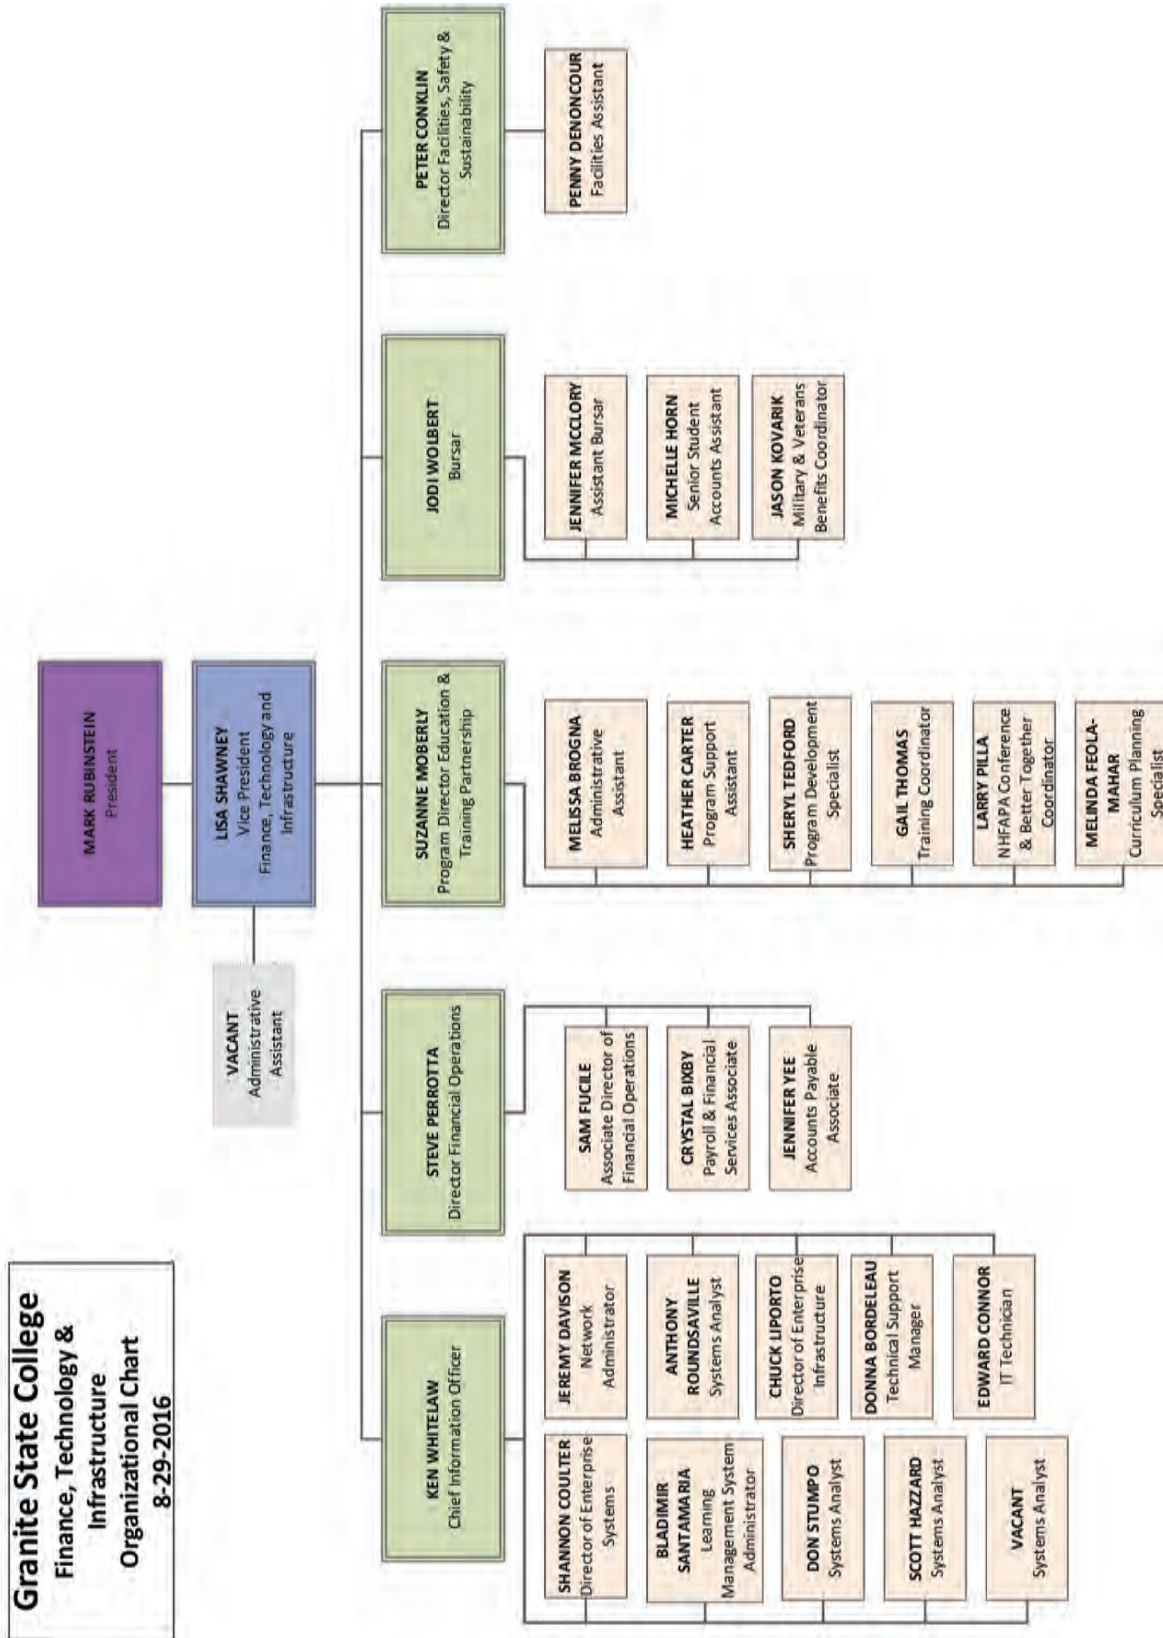 Granite State College
Finance, Technology &
Infrastructure
Organizational Chart
8-29-2016
MARK RUBINSTEIN
President
LISA SHAWNEY
Vice President
Finance, Technology and
Infrastructure
VACANT
Administrative
Assistant
KEN WHITELAW
Chief Information Officer
STEVE PERROTTA
Director Financial Operations
SUZANNE MOBERLY
Program Director Education &
Training Partnership
JODI WOLBERT
Bursar
PETER CONKLIN
Director Facilities, Safety &
Sustainability
SHANNON COULTER
Director of Enterprise
Systems
BLADIMIR
SANTAMARIA
Learning
Management System
Administrator
DON STUMPO
Systems Analyst
SCOTT HAZZARD
Systems Analyst
VACANT
Systems Analyst
JEREMY DAVISON
Network
Administrator
ANTHONY
ROUNDSAVILLE
Systems Analyst
CHUCK LIPORTO
Director of Enterprise
Infrastructure
DONNA BORDELEAU
Technical Support
Manager
EDWARD CONNOR
IT Technician
SAM FUCILE
Associate Director of
Financial Operations
CRYSTAL BIXBY
Payroll & Financial
Services Associate
JENNIFER YEE
Accounts Payable
Associate
MELISSA BROGNA
Administrative
Assistant
HEATHER CARTER
Program Support
Assistant
SHERYL TEDFORD
Program Development
Specialist
GAIL THOMAS
Training Coordinator
LARRY PILLA
NHFAPA Conference
& Better Together
Coordinator
MELINDA FEOLA-
MAHAR
Curriculum Planning
Specialist
JENNIFER MCCLORY
Assistant Bursar
MICHELLE HORN
Senior Student
Accounts Assistant
JASON KOVARIK
Military & Veterans
Benefits Coordinator
PENNY DENONCOUR
Facilities Assistant